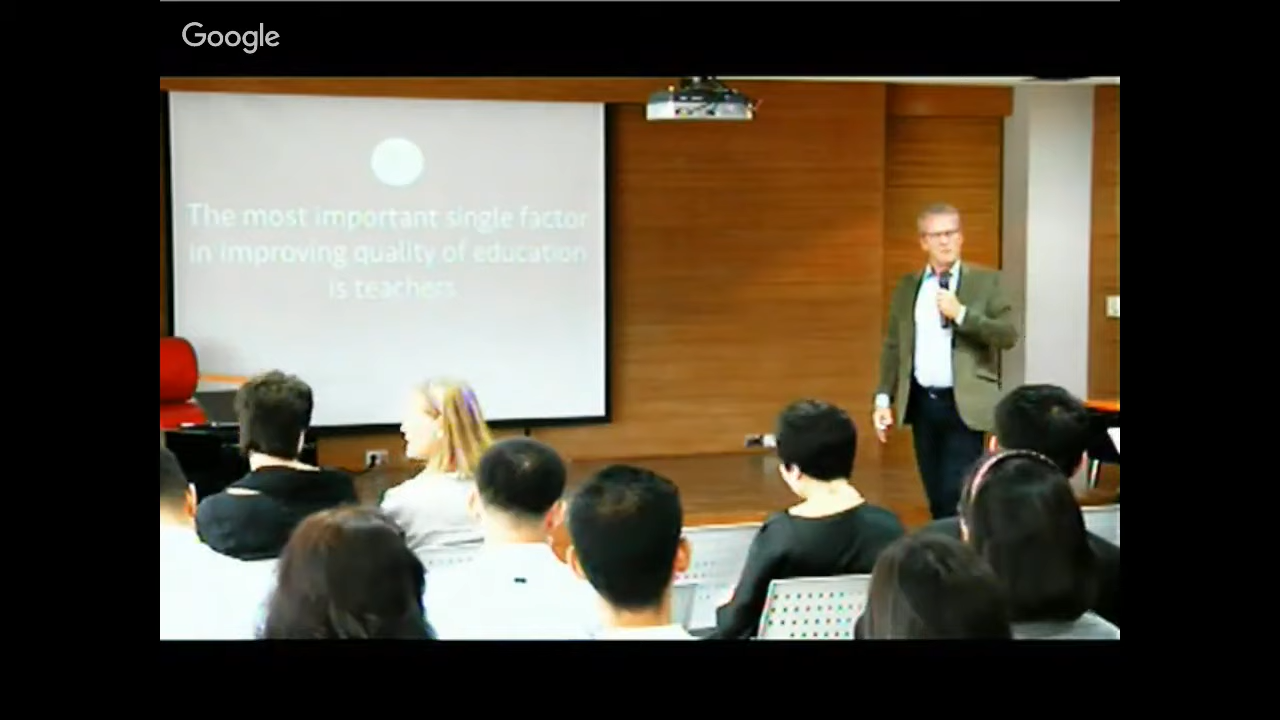 Google
The most important single factor
in improving quality of education
is teachers